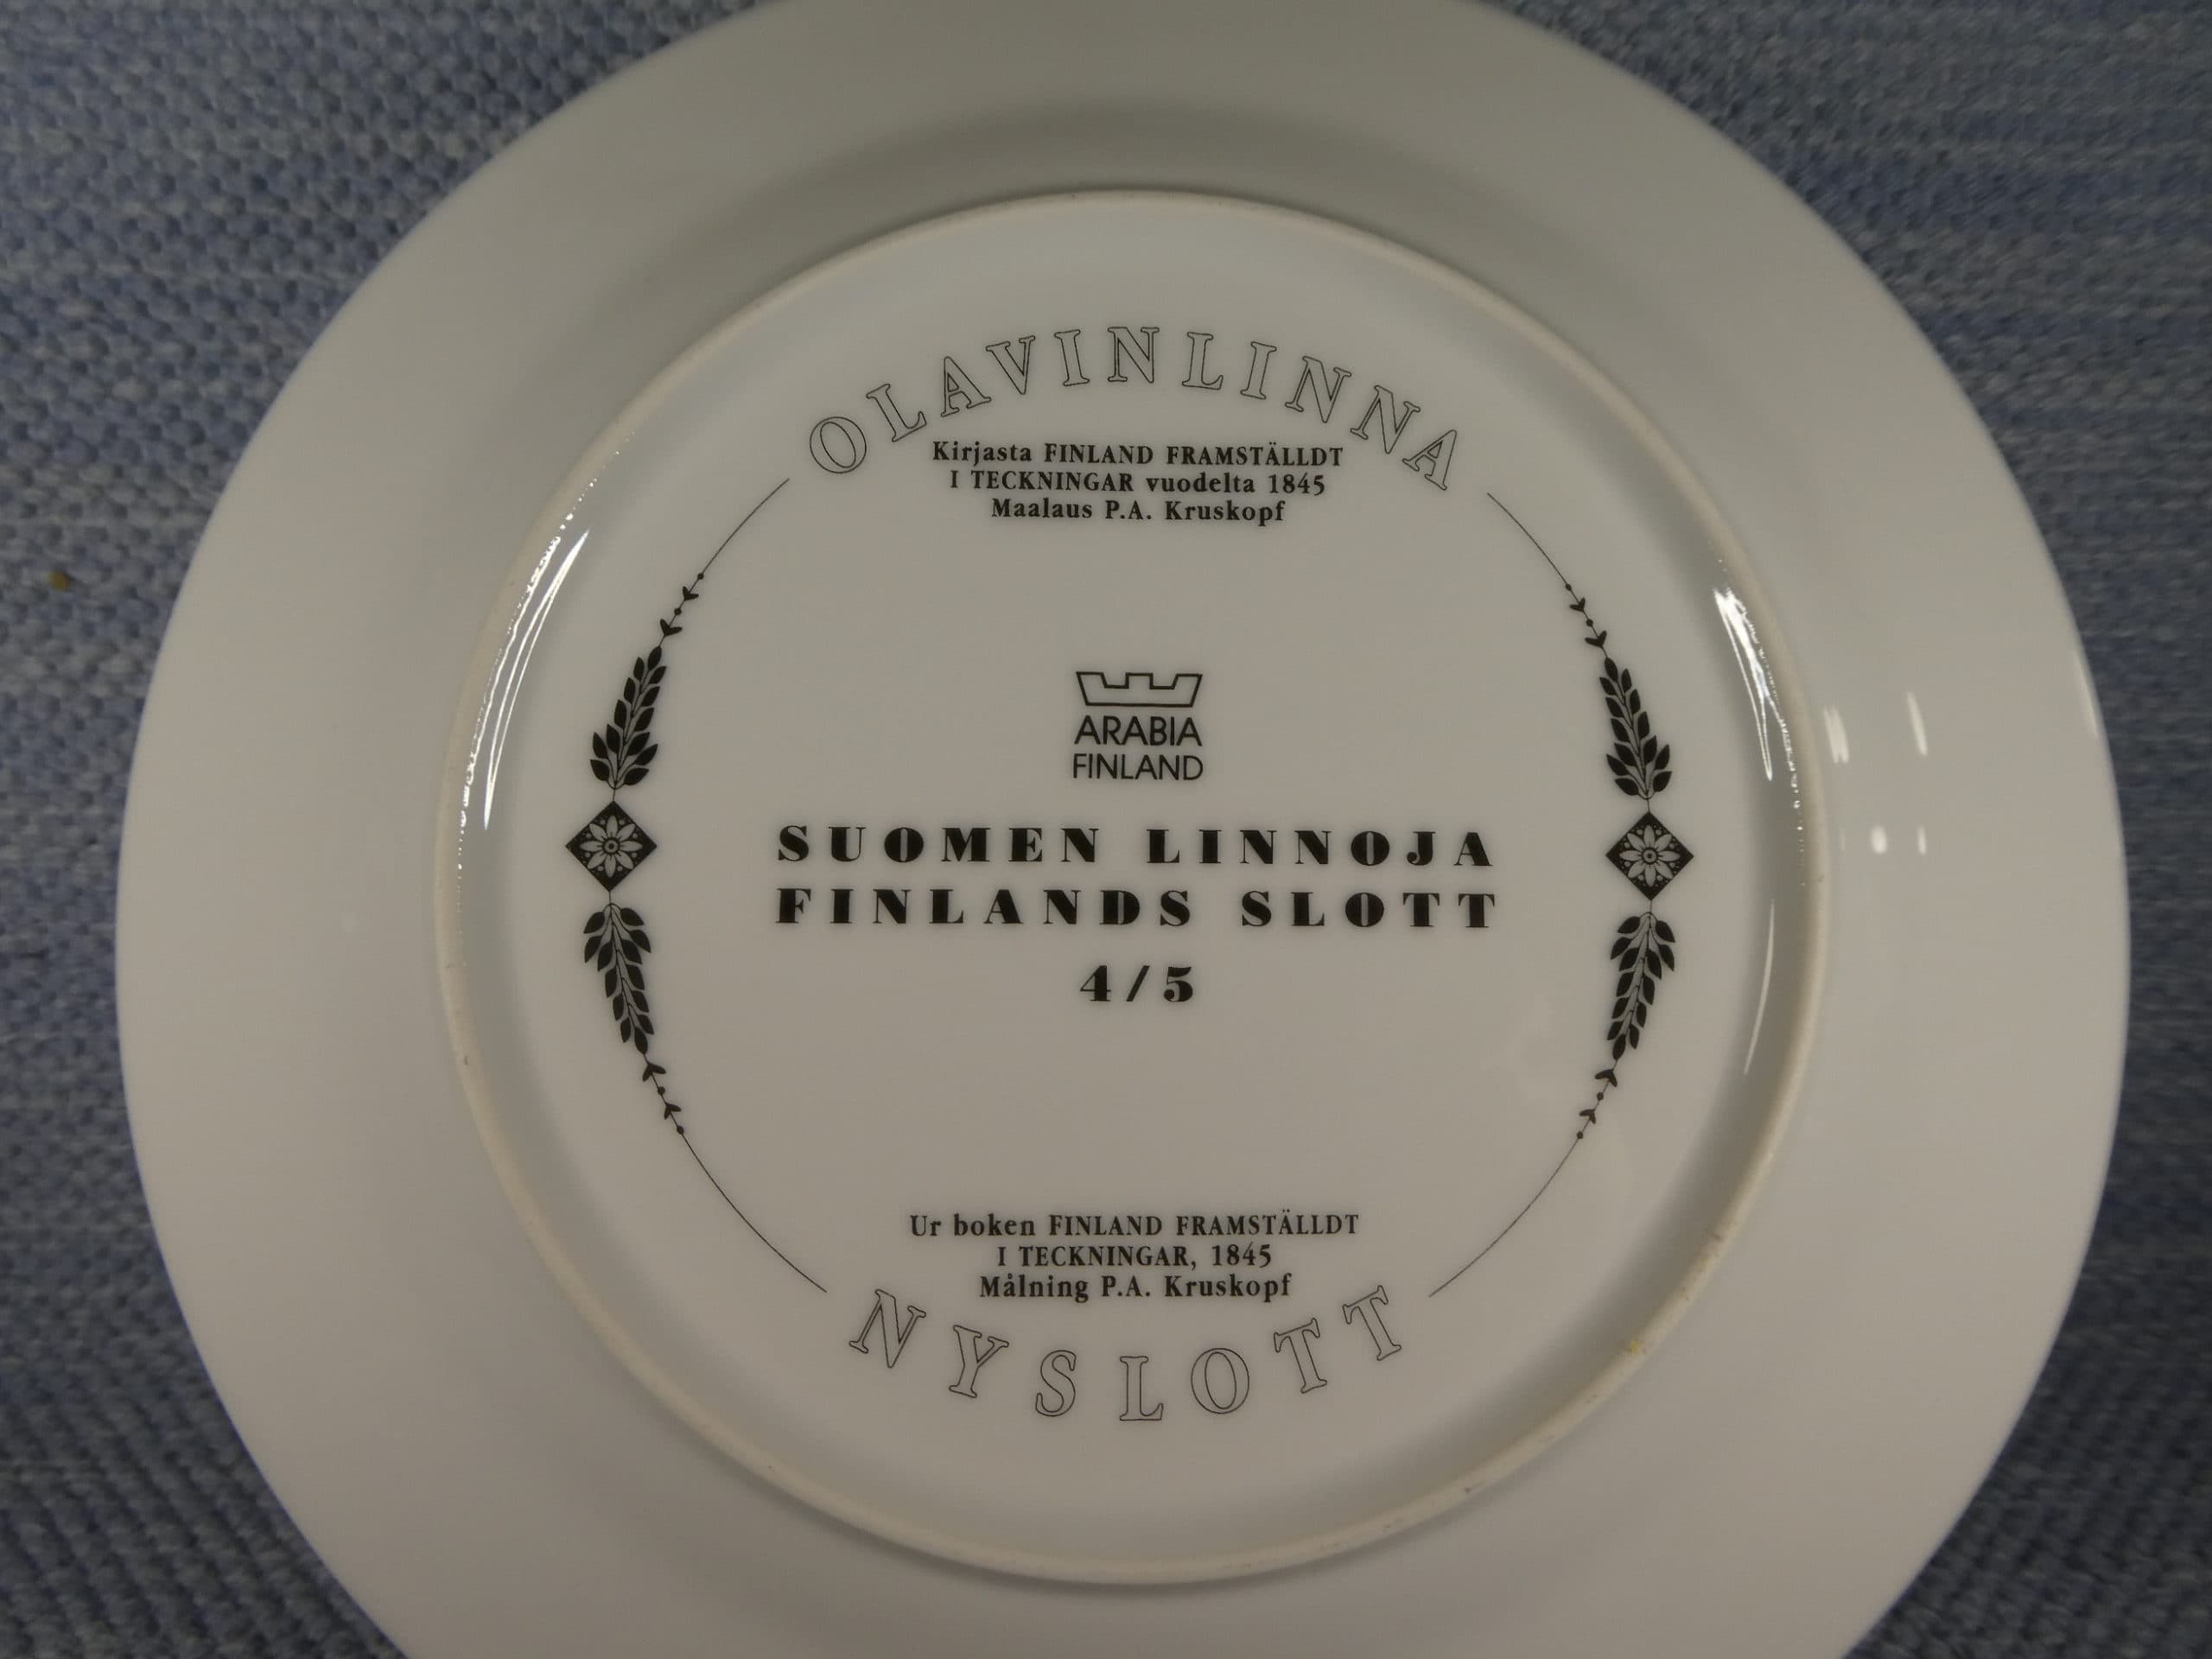 OLAVINLINNA
Kirjasta FINLAND FRAMSTÄLLDT
I TECKNINGAR vuodelta 1845
Maalaus P.A. Kruskopf
ARABIA
FINLAND
SUOMEN LINNOJA
FINLANDS SLOTT
4/5
Ur boken FINLAND FRAMSTÄLLDT
I TECKNINGAR, 1845
Målning P.A. Kruskopf
NYSLOTT